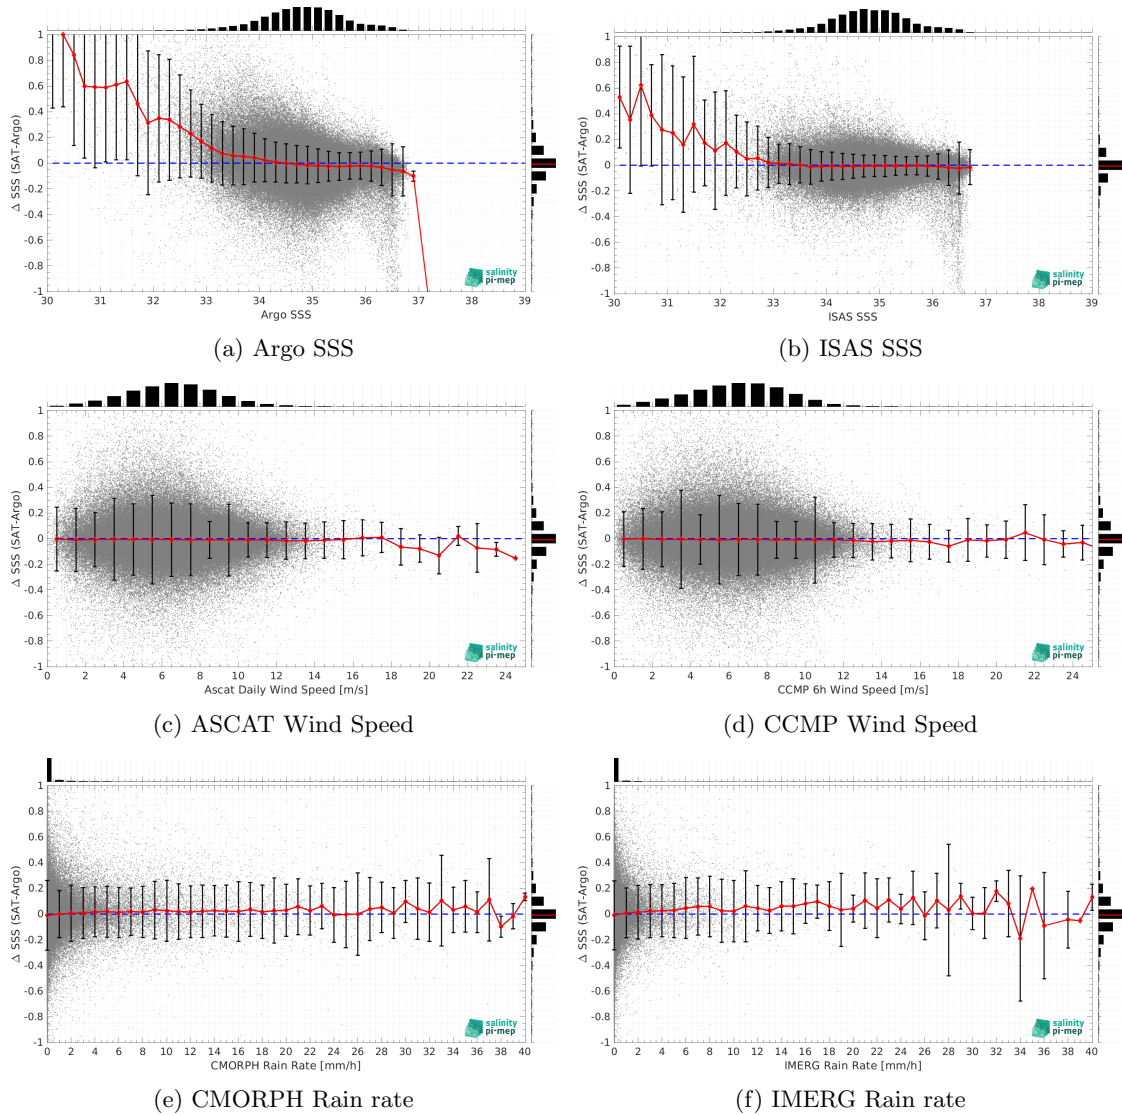 1
0.8
0.6
0.4
0.2
0
-0.2
-0.4
-0.6
-0.8
-1
Δ SSS (SAT-Argo)
30 31 32 33 34 35 36 37 38 39
Argo SSS
salinity
pi-mep
(a) Argo SSS
1
0.8
0.6
0.4
0.2
0
-0.2
-0.4
-0.6
-0.8
-1
Δ SSS (SAT-Argo)
30 31 32 33 34 35 36 37 38 39
ISAS SSS
salinity
pi-mep
(b) ISAS SSS
1
0.8
0.6
0.4
0.2
0
-0.2
-0.4
-0.6
-0.8
-1
Δ SSS (SAT-Argo)
0 2 4 6 8 10 12 14 16 18 20 22 24
Ascat Daily Wind Speed [m/s]
salinity
pi-mep
(c) ASCAT Wind Speed
1
0.8
0.6
0.4
0.2
0
-0.2
-0.4
-0.6
-0.8
-1
Δ SSS (SAT-Argo)
0 2 4 6 8 10 12 14 16 18 20 22 24
CCMP 6h Wind Speed [m/s]
salinity
pi-mep
(d) CCMP Wind Speed
1
0.8
0.6
0.4
0.2
0
-0.2
-0.4
-0.6
-0.8
-1
Δ SSS (SAT-Argo)
0 2 4 6 8 10 12 14 16 18 20 22 24 26 28 30 32 34 36 38 40
CMORPH Rain Rate [mm/h]
salinity
pi-mep
(e) CMORPH Rain rate
1
0.8
0.6
0.4
0.2
0
-0.2
-0.4
-0.6
-0.8
-1
Δ SSS (SAT-Argo)
0 2 4 6 8 10 12 14 16 18 20 22 24 26 28 30 32 34 36 38 40
IMERG Rain Rate [mm/h]
salinity
pi-mep
(f) IMERG Rain rate